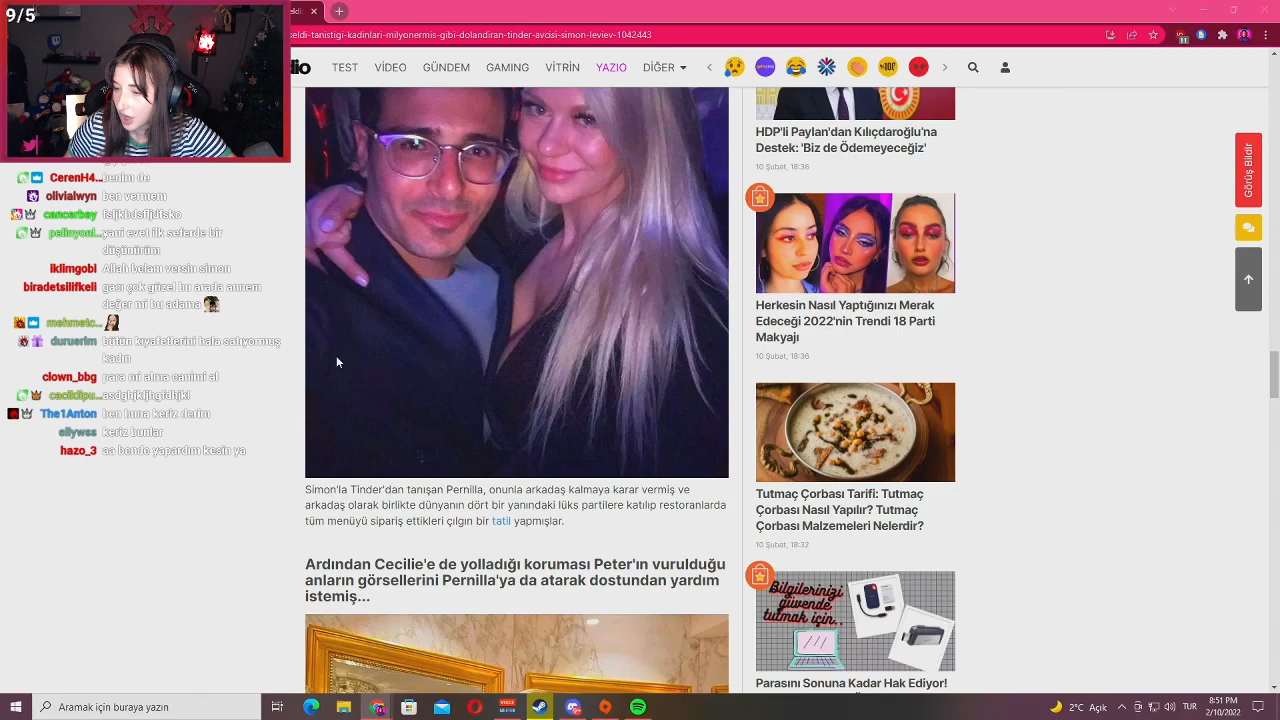 9/5
eldi-tanistigi-kadinlari-milyonermis-gibi-dolandiran-tinder-avcisi-simon-leviev-1042443
dio
TEST
VİDEO
GÜNDEM
GAMING
VİTRİN
YAZIO
DİĞER
CerenH4... benim de
olivialwyn ben vermem
cancerbey fsljkbdsfljdlfsko
pelinyonl... yani evet ilk seferde bir
düşünürüm
iklimgobi Allah belanı versin simon
biradetsilifkeli gacı çok güzel bu arada annem
değer mi bu adama
mehmetc...
duruerim bütün kıyafetlerini hala satıyormuş
kadın
clown_bbg para mi alına canimi al
asdghjkljhgfdhjkl
The1Anton ben buna keriz derim
ellywss keriz bunlar
hazo_3 aa bende yapardım kesin ya
Simon'la Tinder'dan tanışan Pernilla, onunla arkadaş kalmaya karar vermiş ve
arkadaş olarak birlikte dünyanın dört bir yanındaki lüks partilere katılıp restoranlarda
tüm menüyü sipariş ettikleri çılgın bir tatil yapmışlar.
Ardından Cecilie'e de yolladığı koruması Peter'ın vurulduğu
anların görsellerini Pernilla'ya da atarak dostundan yardım
istemiş...
HDP'li Paylan'dan Kılıçdaroğlu'na
Destek: 'Biz de Ödemeyeceğiz'
10 Şubat, 18:36
Herkesin Nasıl Yaptığınızı Merak
Edeceği 2022'nin Trendi 18 Parti
Makyajı
10 Şubat, 18:36
Tutmaç Çorbası Tarifi: Tutmaç
Çorbası Nasıl Yapılır? Tutmaç
Çorbası Malzemeleri Nelerdir?
10 Şubat, 18:32
Bilgilerinizi
güvende
tutmak için..
Parasını Sonuna Kadar Hak Ediyor!
Görüş Bildir
Aramak için buraya yazın
2°C Açık
TUR
8:51 PM
2/10/2022